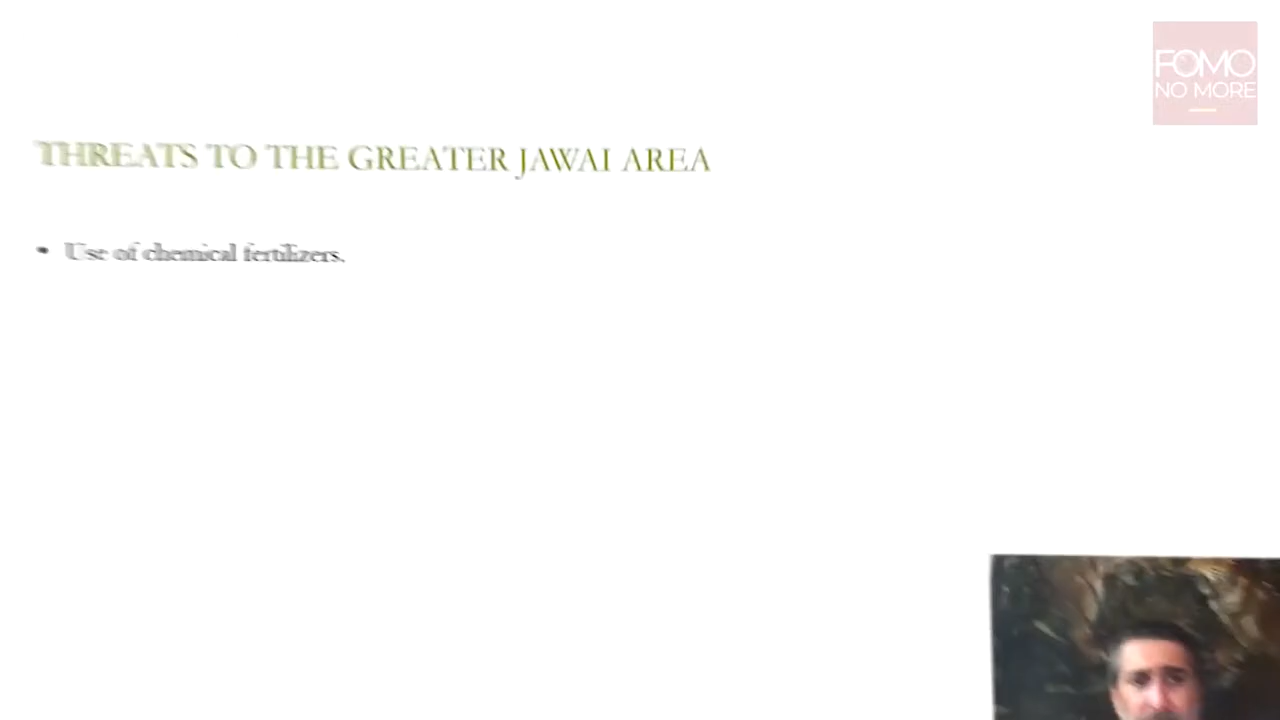 FOMO
NO MORE
THREATS TO THE GREATER JAWAI AREA
• Use of chemical fertilizers.